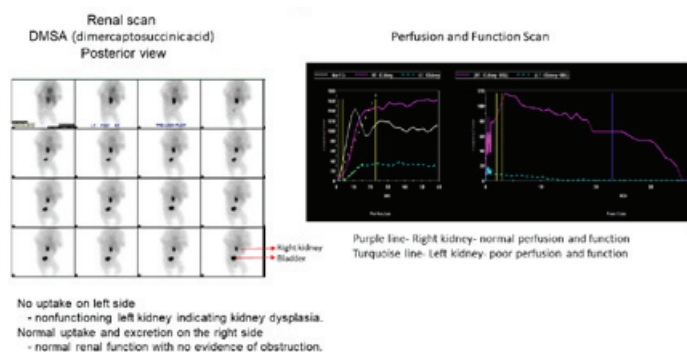 Renal scan
DMSA (dimercaptosuccinicacid)
Posterior view
Right kidney
Bladder
No uptake on left side
- nonfunctioning left kidney indicating kidney dysplasia.
Normal uptake and excretion on the right side
- normal renal function with no evidence of obstruction.
Perfusion and Function Scan
Perfusion
Function
Purple line- Right kidney- normal perfusion and function
Turquoise line- Left kidney- poor perfusion and function